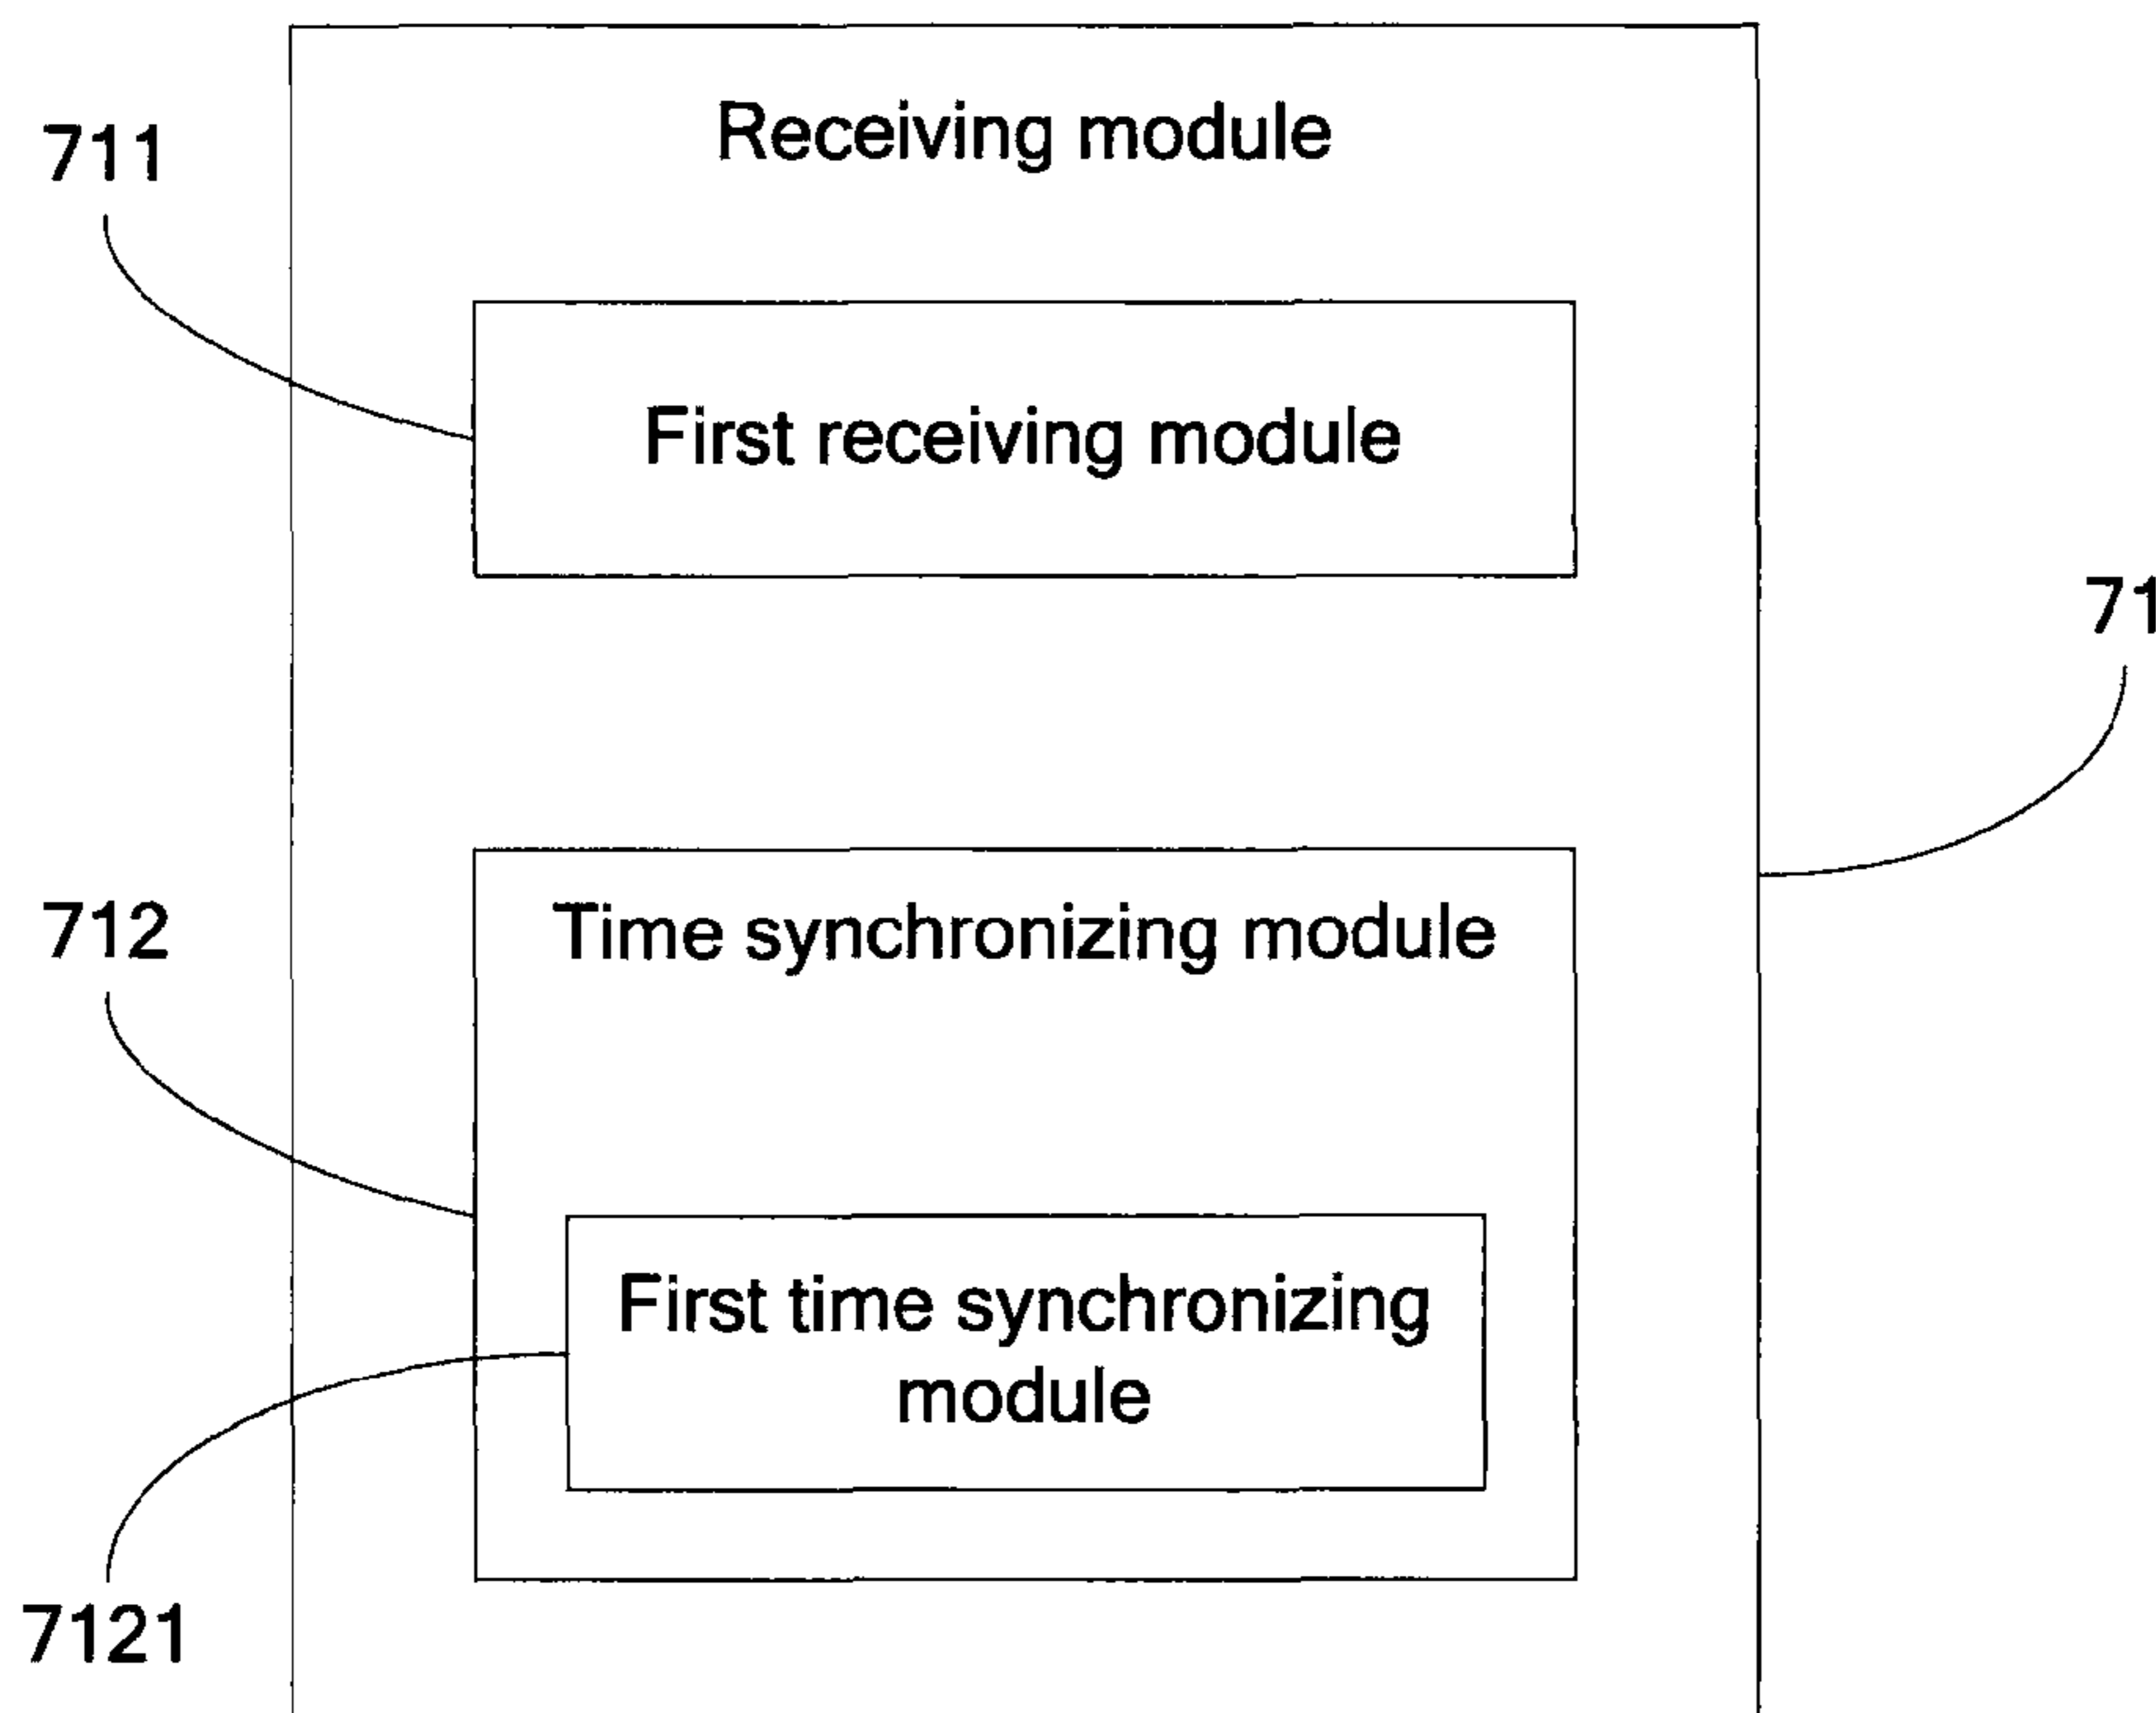 Receiving module
711
First receiving module
71
712
Time synchronizing module
First time synchronizing
module
7121